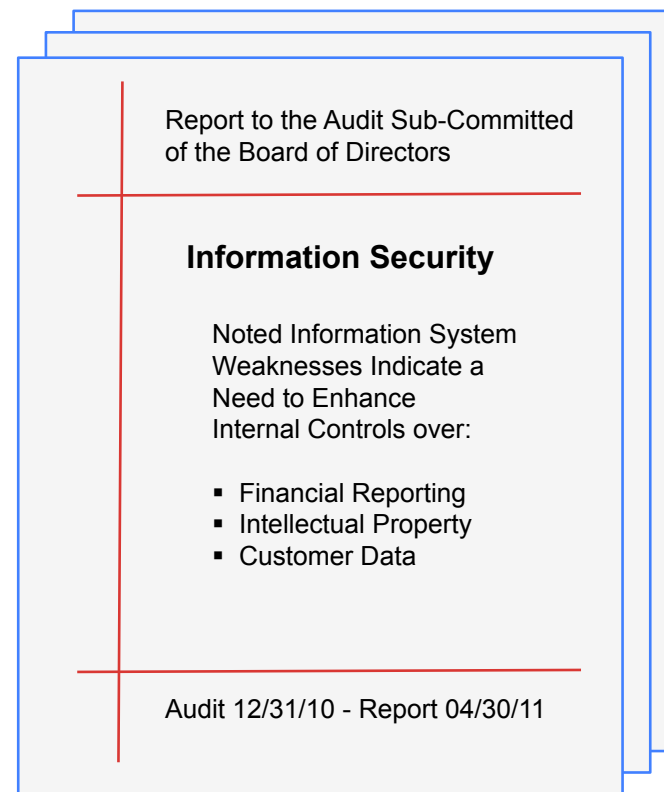 Report to the Audit Sub-Committed
of the Board of Directors
Information Security
Noted Information System
Weaknesses Indicate a
Need to Enhance
Internal Controls over:
▪ Financial Reporting
▪ Intellectual Property
▪ Customer Data
Audit 12/31/10 - Report 04/30/11